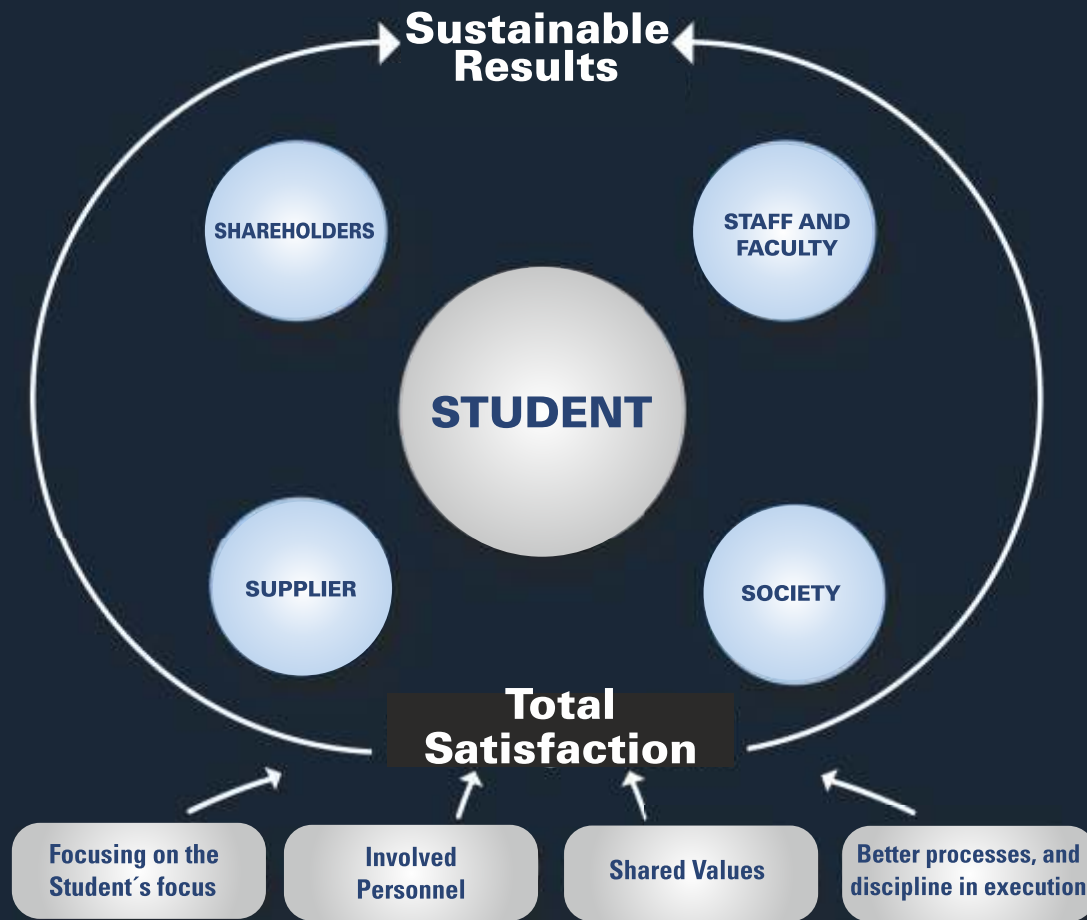 Sustainable
Results
SHAREHOLDERS
STAFF AND
FACULTY
STUDENT
SUPPLIER
SOCIETY
Total
Satisfaction
Focusing on the
Student´s focus
Involved
Personnel
Shared Values
Better processes, and
discipline in execution